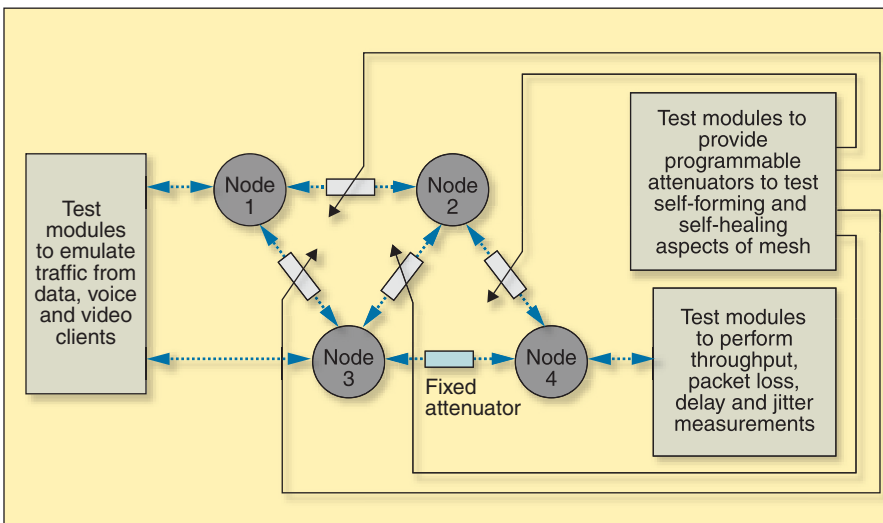 Test
modules
to emulate
traffic from
data, voice
and video
clients
Node
1
Node
2
Node
3
Node
4
Fixed
attenuator
Test modules to
provide
programmable
attenuators to test
self-forming and
self-healing
aspects of mesh
Test modules
to perform
throughput,
packet loss,
delay and jitter
measurements